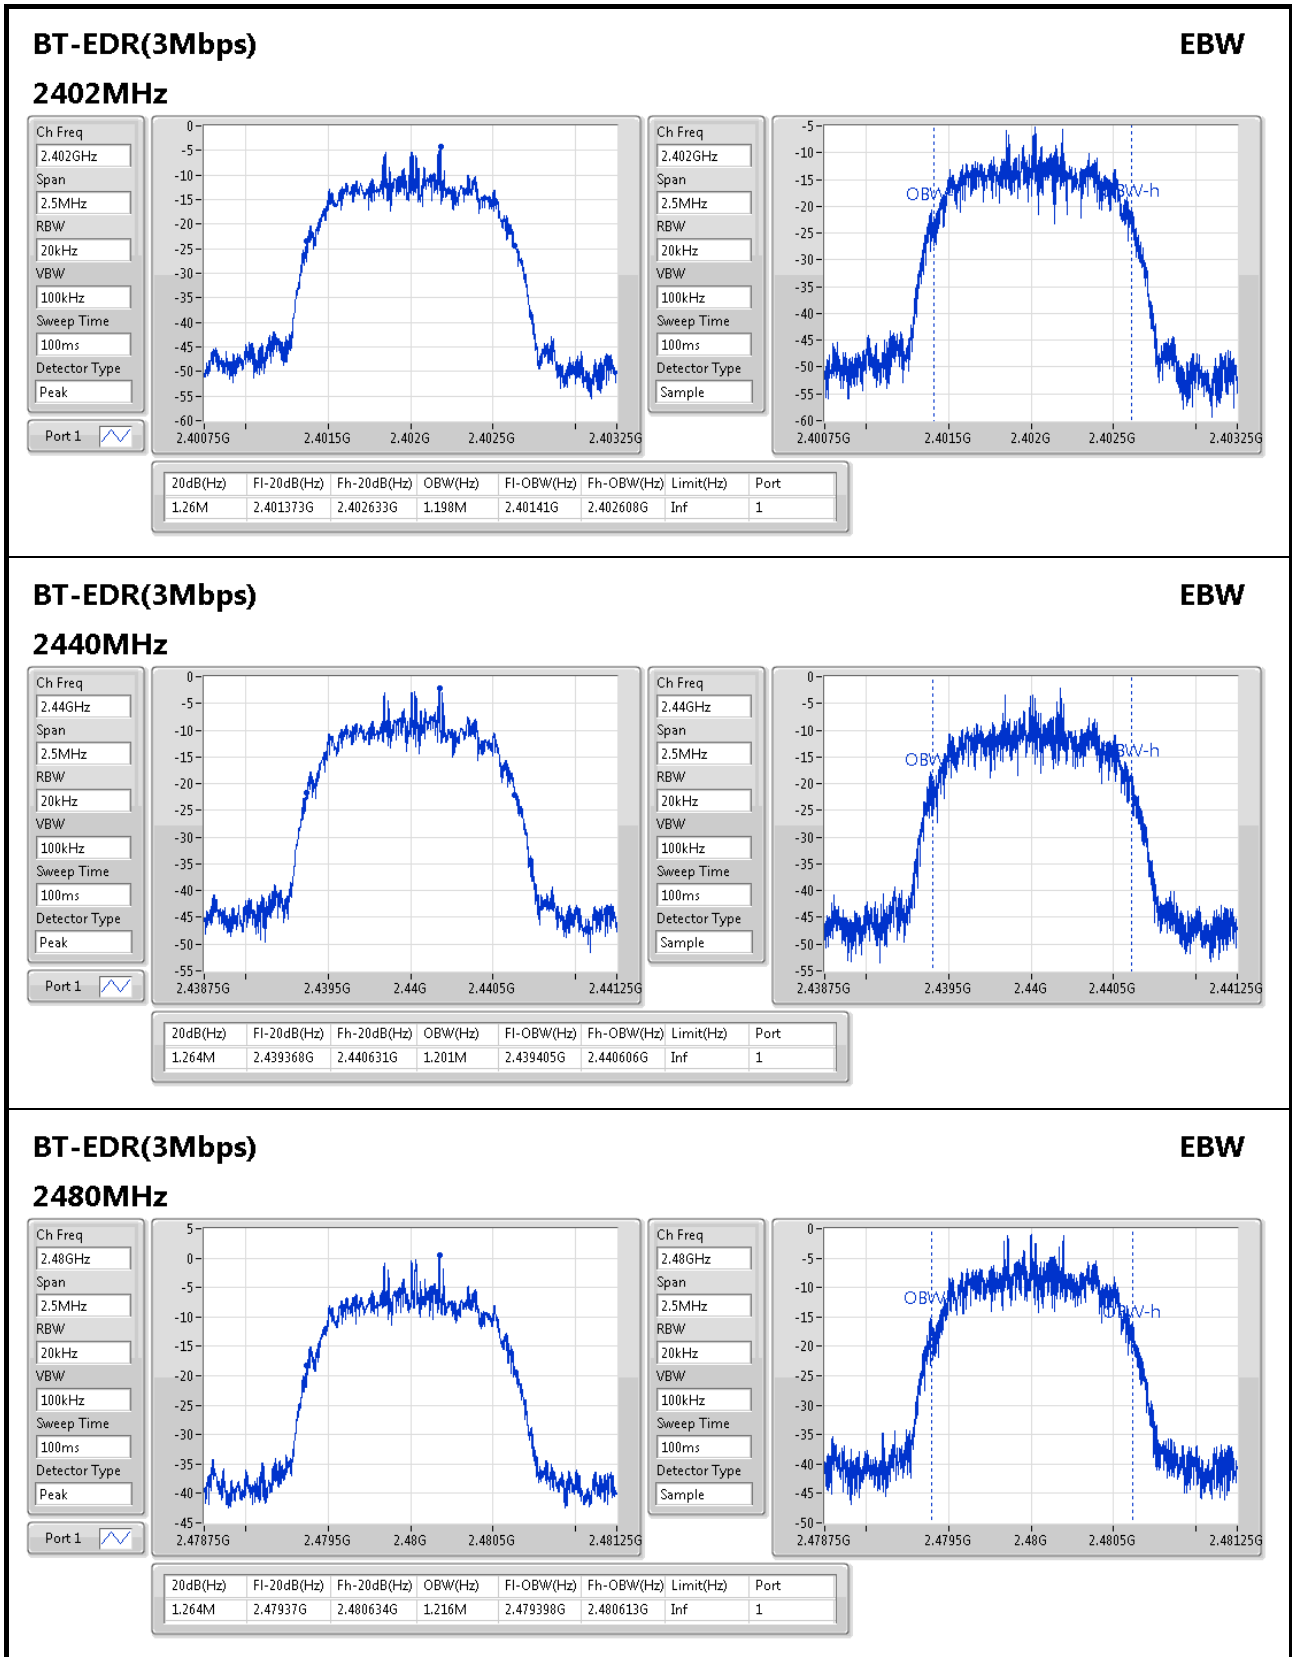 BT-EDR(3Mbps) EBW
2402MHz
Ch Freq
2.402GHz
Span
2.5MHz
RBW
20kHz
VBW
100kHz
Sweep Time
100ms
Detector Type
Peak
Port 1
0
-5
-10
-15
-20
-25
-30
-35
-40
-45
-50
-55
-60
2.40075G 2.4015G 2.402G 2.4025G 2.40325G
Ch Freq
2.402GHz
Span
2.5MHz
RBW
20kHz
VBW
100kHz
Sweep Time
100ms
Detector Type
Sample
-5
-10
-15
-20
-25
-30
-35
-40
-45
-50
-55
-60
2.40075G 2.4015G 2.402G 2.4025G 2.40325G
20dB(Hz) Fl-20dB(Hz) Fh-20dB(Hz) OBW(Hz) Fl-OBW(Hz) Fh-OBW(Hz) Limit(Hz) Port
1.26M 2.401373G 2.402633G 1.198M 2.40141G 2.402608G Inf 1
BT-EDR(3Mbps) EBW
2440MHz
Ch Freq
2.44GHz
Span
2.5MHz
RBW
20kHz
VBW
100kHz
Sweep Time
100ms
Detector Type
Peak
Port 1
0
-5
-10
-15
-20
-25
-30
-35
-40
-45
-50
-55
2.43875G 2.4395G 2.44G 2.4405G 2.44125G
Ch Freq
2.44GHz
Span
2.5MHz
RBW
20kHz
VBW
100kHz
Sweep Time
100ms
Detector Type
Sample
0
-5
-10
-15
-20
-25
-30
-35
-40
-45
-50
-55
2.43875G 2.4395G 2.44G 2.4405G 2.44125G
20dB(Hz) Fl-20dB(Hz) Fh-20dB(Hz) OBW(Hz) Fl-OBW(Hz) Fh-OBW(Hz) Limit(Hz) Port
1.264M 2.439368G 2.440631G 1.201M 2.439405G 2.440606G Inf 1
BT-EDR(3Mbps) EBW
2480MHz
Ch Freq
2.48GHz
Span
2.5MHz
RBW
20kHz
VBW
100kHz
Sweep Time
100ms
Detector Type
Peak
Port 1
5
0
-5
-10
-15
-20
-25
-30
-35
-40
-45
2.47875G 2.4795G 2.48G 2.4805G 2.48125G
Ch Freq
2.48GHz
Span
2.5MHz
RBW
20kHz
VBW
100kHz
Sweep Time
100ms
Detector Type
Sample
0
-5
-10
-15
-20
-25
-30
-35
-40
-45
-50
2.47875G 2.4795G 2.48G 2.4805G 2.48125G
20dB(Hz) Fl-20dB(Hz) Fh-20dB(Hz) OBW(Hz) Fl-OBW(Hz) Fh-OBW(Hz) Limit(Hz) Port
1.264M 2.47937G 2.480634G 1.216M 2.479398G 2.480613G Inf 1